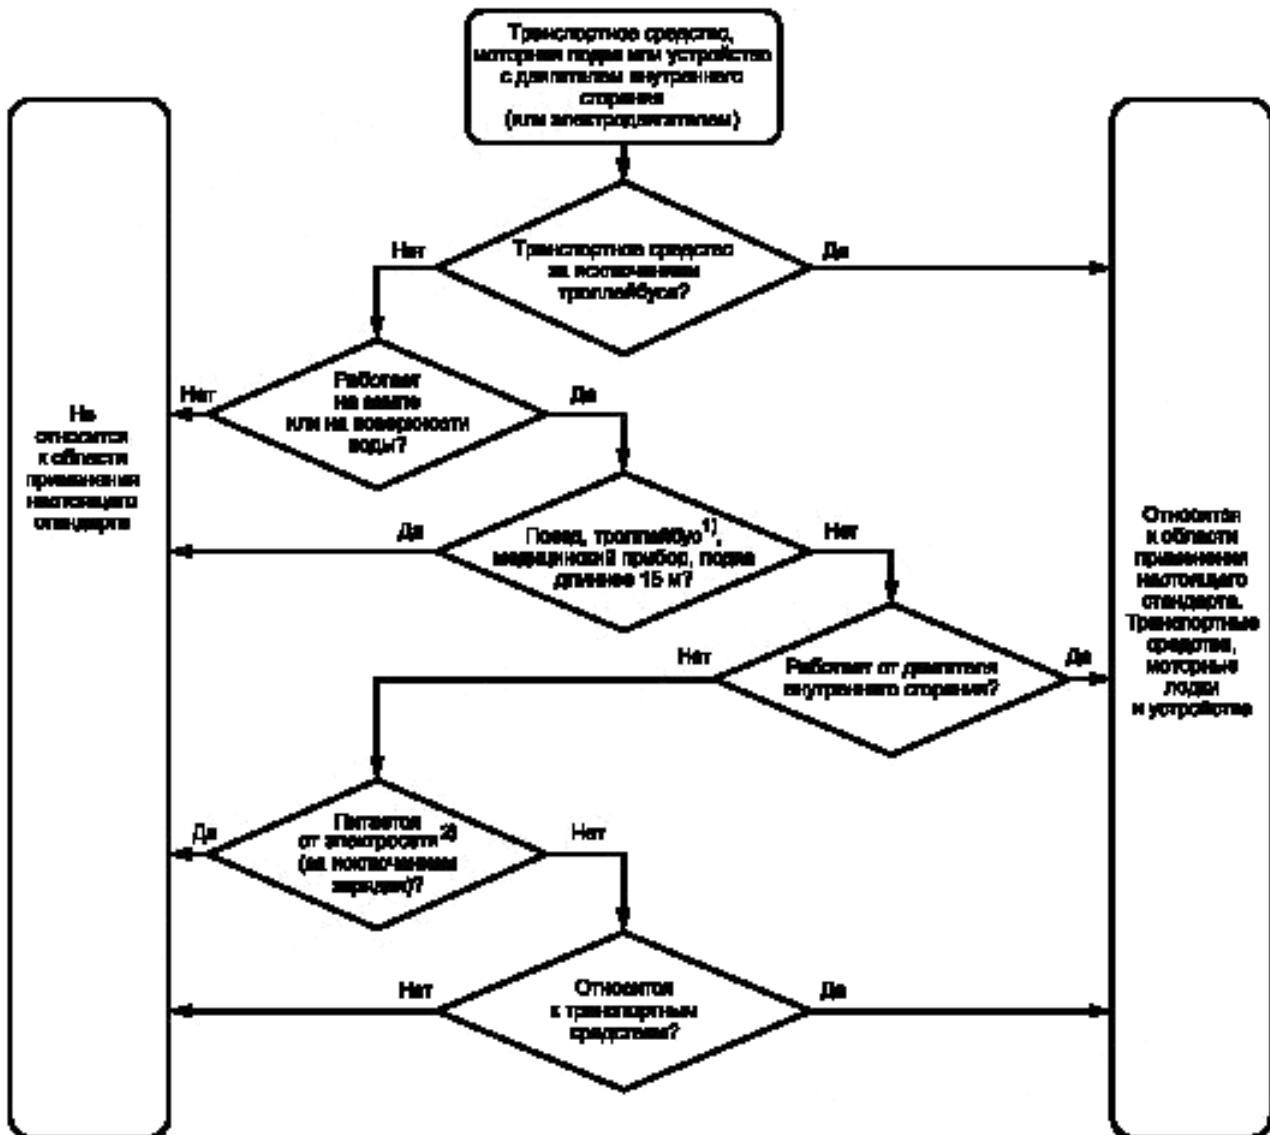 Транспортное средство,
моторная лодка или устройство
с двигателем внутреннего
сгорания
(или электродвигателем)
Транспортное средство
за исключением
троллейбуса?
Нет
Да
Работает
на земле
или на поверхности
воды?
Нет
Да
Не
относится
к области
применения
настоящего
стандарта
Поезд, троллейбус¹⁾,
медицинский прибор, лодка
длиннее 15 м?
Да
Нет
Относится
к области
применения
настоящего
стандарта.
Транспортные
средства,
моторные
лодки
и устройства
Работает от двигателя
внутреннего сгорания?
Нет
Да
Питается
от электросети²⁾
(за исключением
зарядки)?
Да
Нет
Относится
к транспортным
средствам?
Нет
Да